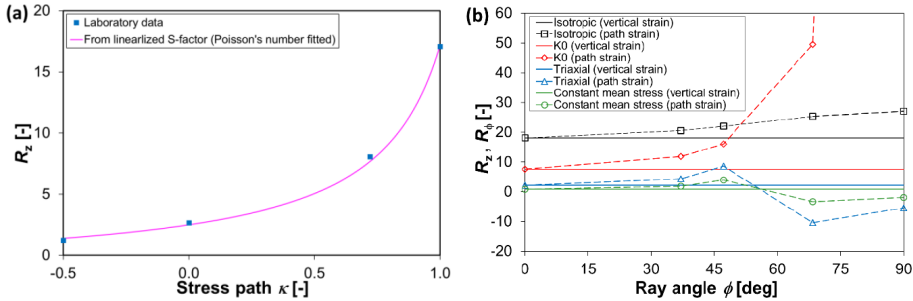 (a)
Laboratory data
From linearlized S-factor (Poisson's number fitted)
20
15
10
5
0
-0.5
0.0
0.5
1.0
Rz [-]
Stress path κ [-]
(b)
Isotropic (vertical strain)
Isotropic (path strain)
K0 (vertical strain)
K0 (path strain)
Triaxial (vertical strain)
Triaxial (path strain)
Constant mean stress (vertical strain)
Constant mean stress (path strain)
60
50
40
30
20
10
0
-10
-20
0
15
30
45
60
75
90
Rz, Rϕ [-]
Ray angle ϕ [deg]